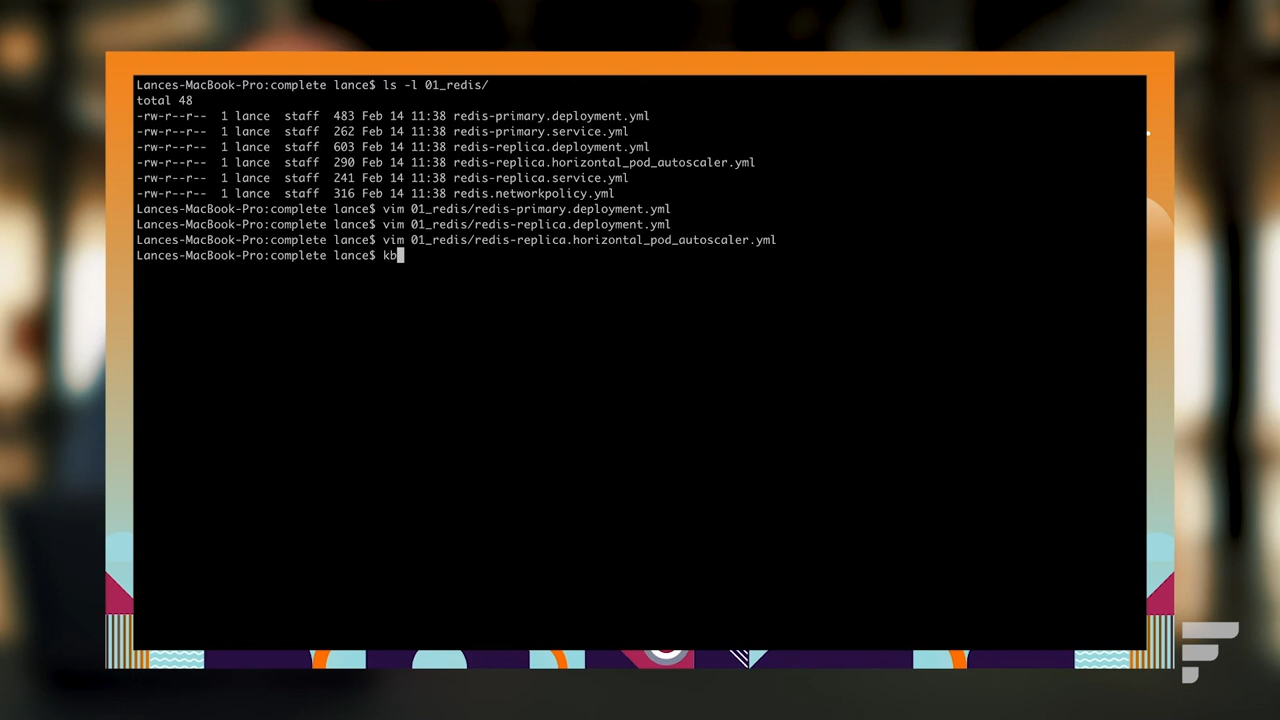 Lances-MacBook-Pro:complete lance$ ls -l 01_redis/
total 48
-rw-r--r--  1 lance  staff  483 Feb 14 11:38 redis-primary.deployment.yml
-rw-r--r--  1 lance  staff  262 Feb 14 11:38 redis-primary.service.yml
-rw-r--r--  1 lance  staff  603 Feb 14 11:38 redis-replica.deployment.yml
-rw-r--r--  1 lance  staff  290 Feb 14 11:38 redis-replica.horizontal_pod_autoscaler.yml
-rw-r--r--  1 lance  staff  241 Feb 14 11:38 redis-replica.service.yml
-rw-r--r--  1 lance  staff  316 Feb 14 11:38 redis.networkpolicy.yml
Lances-MacBook-Pro:complete lance$ vim 01_redis/redis-primary.deployment.yml
Lances-MacBook-Pro:complete lance$ vim 01_redis/redis-replica.deployment.yml
Lances-MacBook-Pro:complete lance$ vim 01_redis/redis-replica.horizontal_pod_autoscaler.yml
Lances-MacBook-Pro:complete lance$ kb